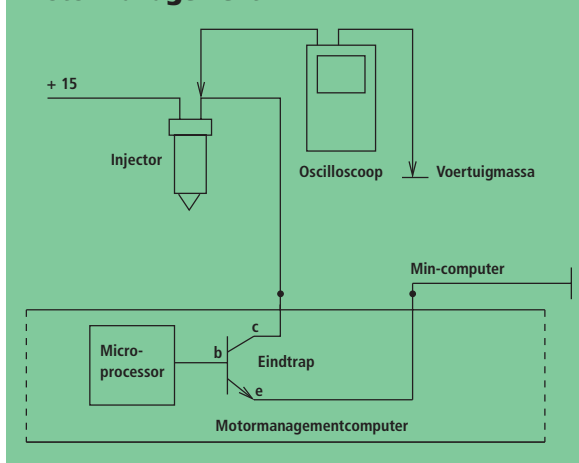 + 15
Injector
Oscilloscoop
Voertuigmassa
Min-computer
c
Micro-
processor
b
Eindtrap
e
Motormanagementcomputer